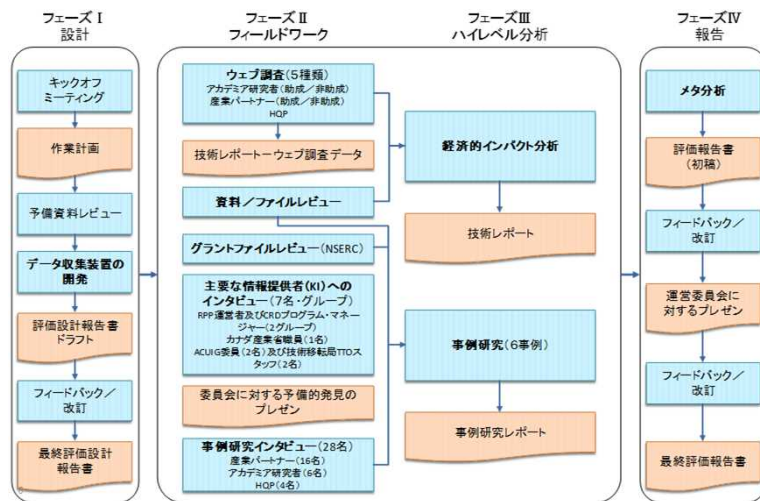 フェーズⅠ
設計
キックオフ
ミーティング
作業計画
予備資料レビュー
データ収集装置の
開発
評価設計報告書
ドラフト
フィードバック／
改訂
最終評価設計
報告書
フェーズⅡ
フィールドワーク
ウェブ調査(5種類)
アカデミア研究者(助成／非助成)
産業パートナー(助成／非助成)
HQP
技術レポートーウェブ調査データ
資料／ファイルレビュー
グラントファイルレビュー(NSERC)
主要な情報提供者(KI)への
インタビュー(7名・グループ)
RPP運営者及びCRDプログラム・マネー
ジャー(2グループ)
カナダ産業省職員(1名)
ACUIG委員(2名)及び技術移転局TTOス
タッフ(2名)
委員会に対する予備的発見の
プレゼン
事例研究インタビュー(28名)
産業パートナー(16名)
アカデミア研究者(6名)
HQP(4名)
フェーズⅢ
ハイレベル分析
経済的インパクト分析
技術レポート
事例研究(6事例)
事例研究レポート
フェーズⅣ
報告
メタ分析
評価報告書
(初稿)
フィードバック／
改訂
運営委員会に
対するプレゼン
フィードバック／
改訂
最終評価報告書